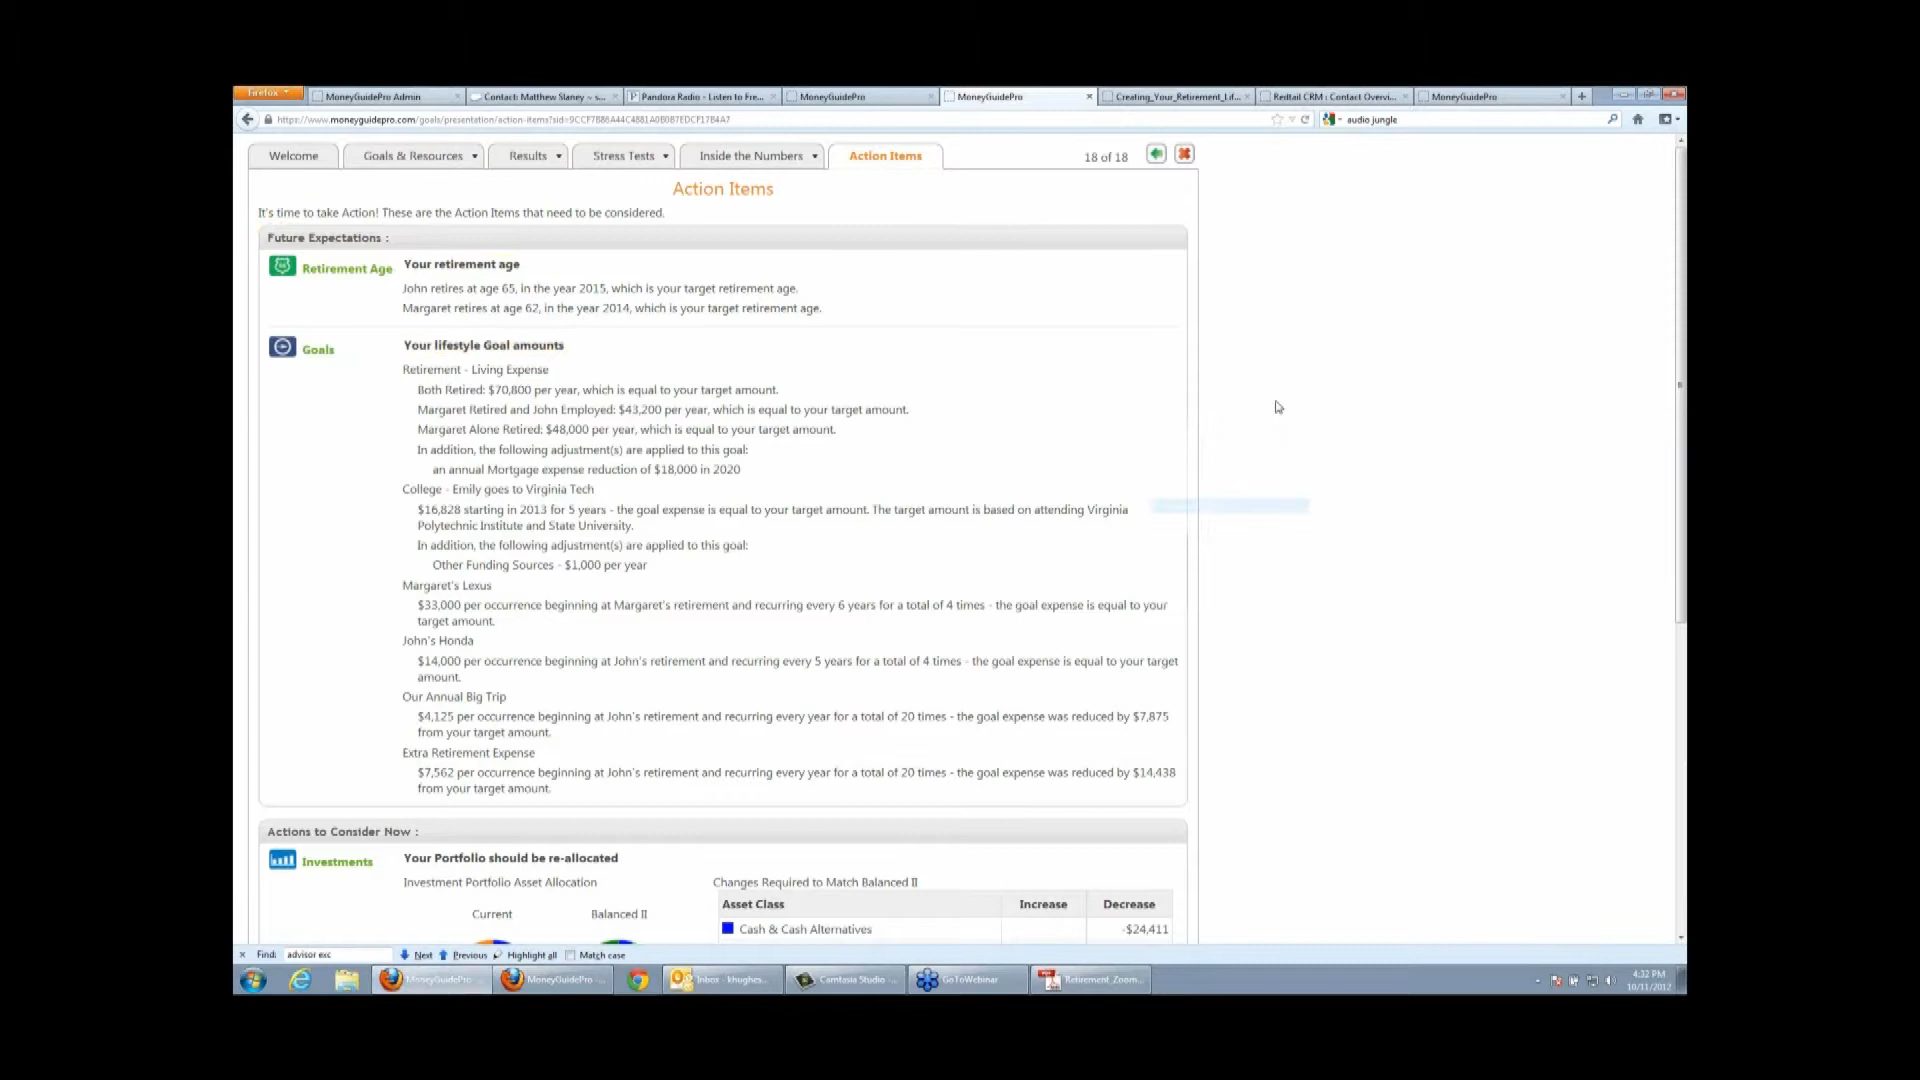 Firefox
MoneyGuidePro Admin
Contact: Matthew Slaney ~ s...
Pandora Radio - Listen to Fre...
MoneyGuidePro
MoneyGuidePro
Creating_Your_Retirement_Lif...
Redtail CRM : Contact Overvi...
MoneyGuidePro
https://www.moneyguidepro.com/goals/presentation/action-items?sid=9CCF7B86A44C4881A0B0B7EDCF17B4A7
audio jungle
Welcome
Goals & Resources
Results
Stress Tests
Inside the Numbers
Action Items
18 of 18
Action Items
It's time to take Action! These are the Action Items that need to be considered.
Future Expectations :
Retirement Age
Your retirement age
John retires at age 65, in the year 2015, which is your target retirement age.
Margaret retires at age 62, in the year 2014, which is your target retirement age.
Goals
Your lifestyle Goal amounts
Retirement - Living Expense
Both Retired: $70,800 per year, which is equal to your target amount.
Margaret Retired and John Employed: $43,200 per year, which is equal to your target amount.
Margaret Alone Retired: $48,000 per year, which is equal to your target amount.
In addition, the following adjustment(s) are applied to this goal:
an annual Mortgage expense reduction of $18,000 in 2020
College - Emily goes to Virginia Tech
$16,828 starting in 2013 for 5 years - the goal expense is equal to your target amount. The target amount is based on attending Virginia
Polytechnic Institute and State University.
In addition, the following adjustment(s) are applied to this goal:
Other Funding Sources - $1,000 per year
Margaret's Lexus
$33,000 per occurrence beginning at Margaret's retirement and recurring every 6 years for a total of 4 times - the goal expense is equal to your
target amount.
John's Honda
$14,000 per occurrence beginning at John's retirement and recurring every 5 years for a total of 4 times - the goal expense is equal to your target
amount.
Our Annual Big Trip
$4,125 per occurrence beginning at John's retirement and recurring every year for a total of 20 times - the goal expense was reduced by $7,875
from your target amount.
Extra Retirement Expense
$7,562 per occurrence beginning at John's retirement and recurring every year for a total of 20 times - the goal expense was reduced by $14,438
from your target amount.
Actions to Consider Now :
Investments
Your Portfolio should be re-allocated
Investment Portfolio Asset Allocation
Changes Required to Match Balanced II
Current
Balanced II
Asset Class
Increase
Decrease
Cash & Cash Alternatives
-$24,411
Find:
advisor exc
Next
Previous
Highlight all
Match case
MoneyGuidePro ...
MoneyGuidePro -...
Inbox - khughes...
Camtasia Studio ...
GoToWebinar
Retirement_Zoom...
4:32 PM
10/11/2012